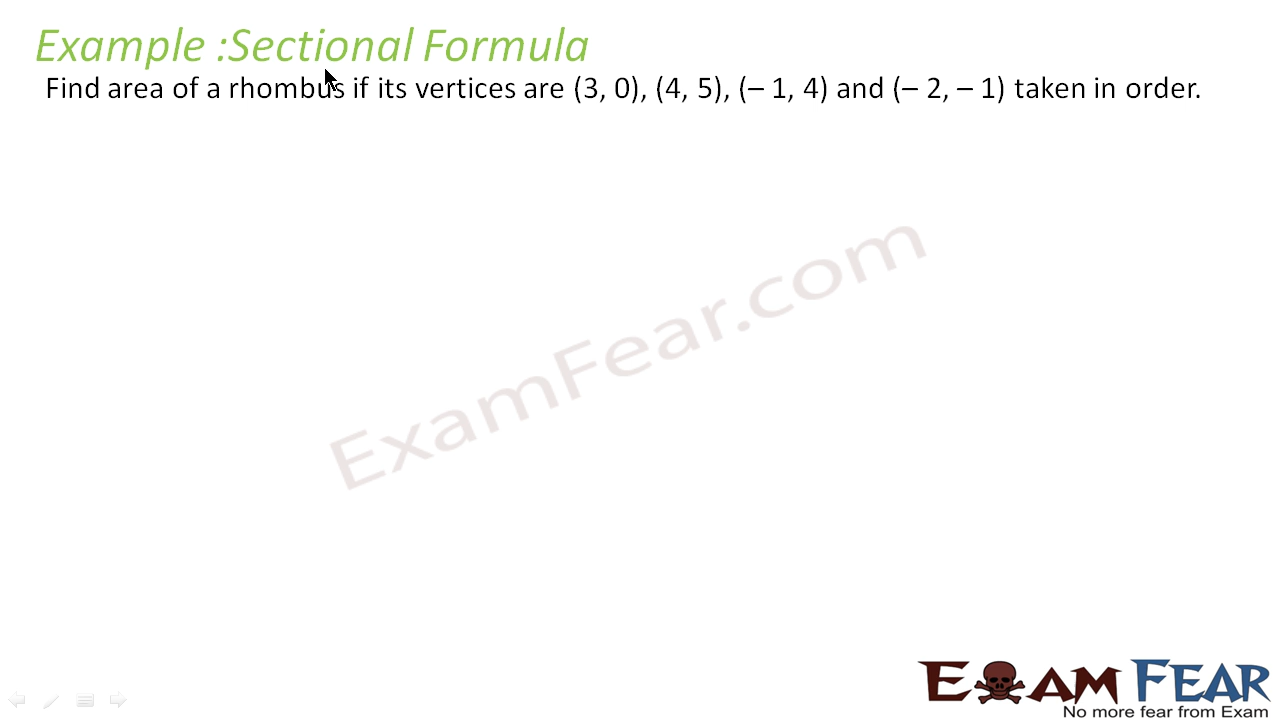 Example :Sectional Formula
Find area of a rhombus if its vertices are (3, 0), (4, 5), (– 1, 4) and (– 2, – 1) taken in order.
ExamFear.com
EXAM FEAR
No more fear from Exam